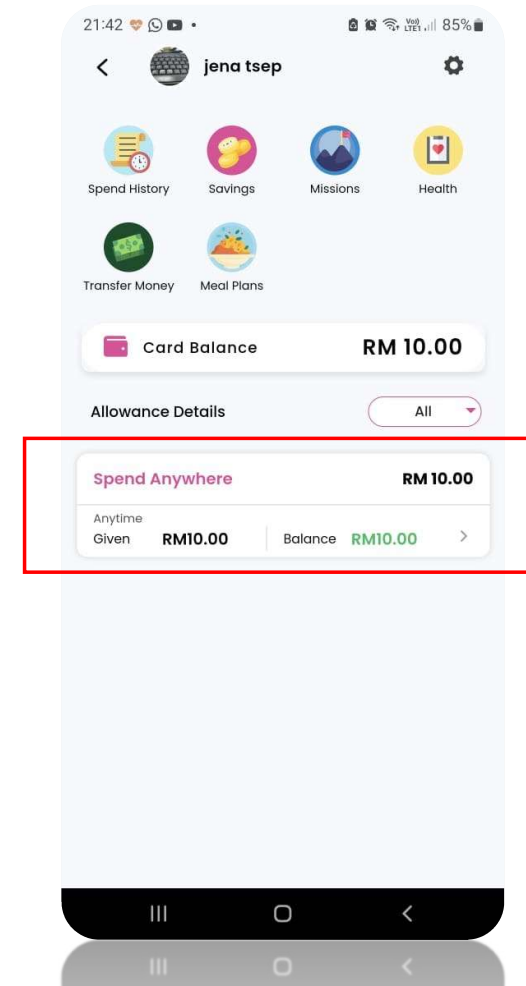 21:42
85%
jena tsep
Spend History
Savings
Missions
Health
Transfer Money
Meal Plans
Card Balance
RM 10.00
Allowance Details
All
Spend Anywhere
RM 10.00
Anytime
Given
RM10.00
Balance
RM10.00